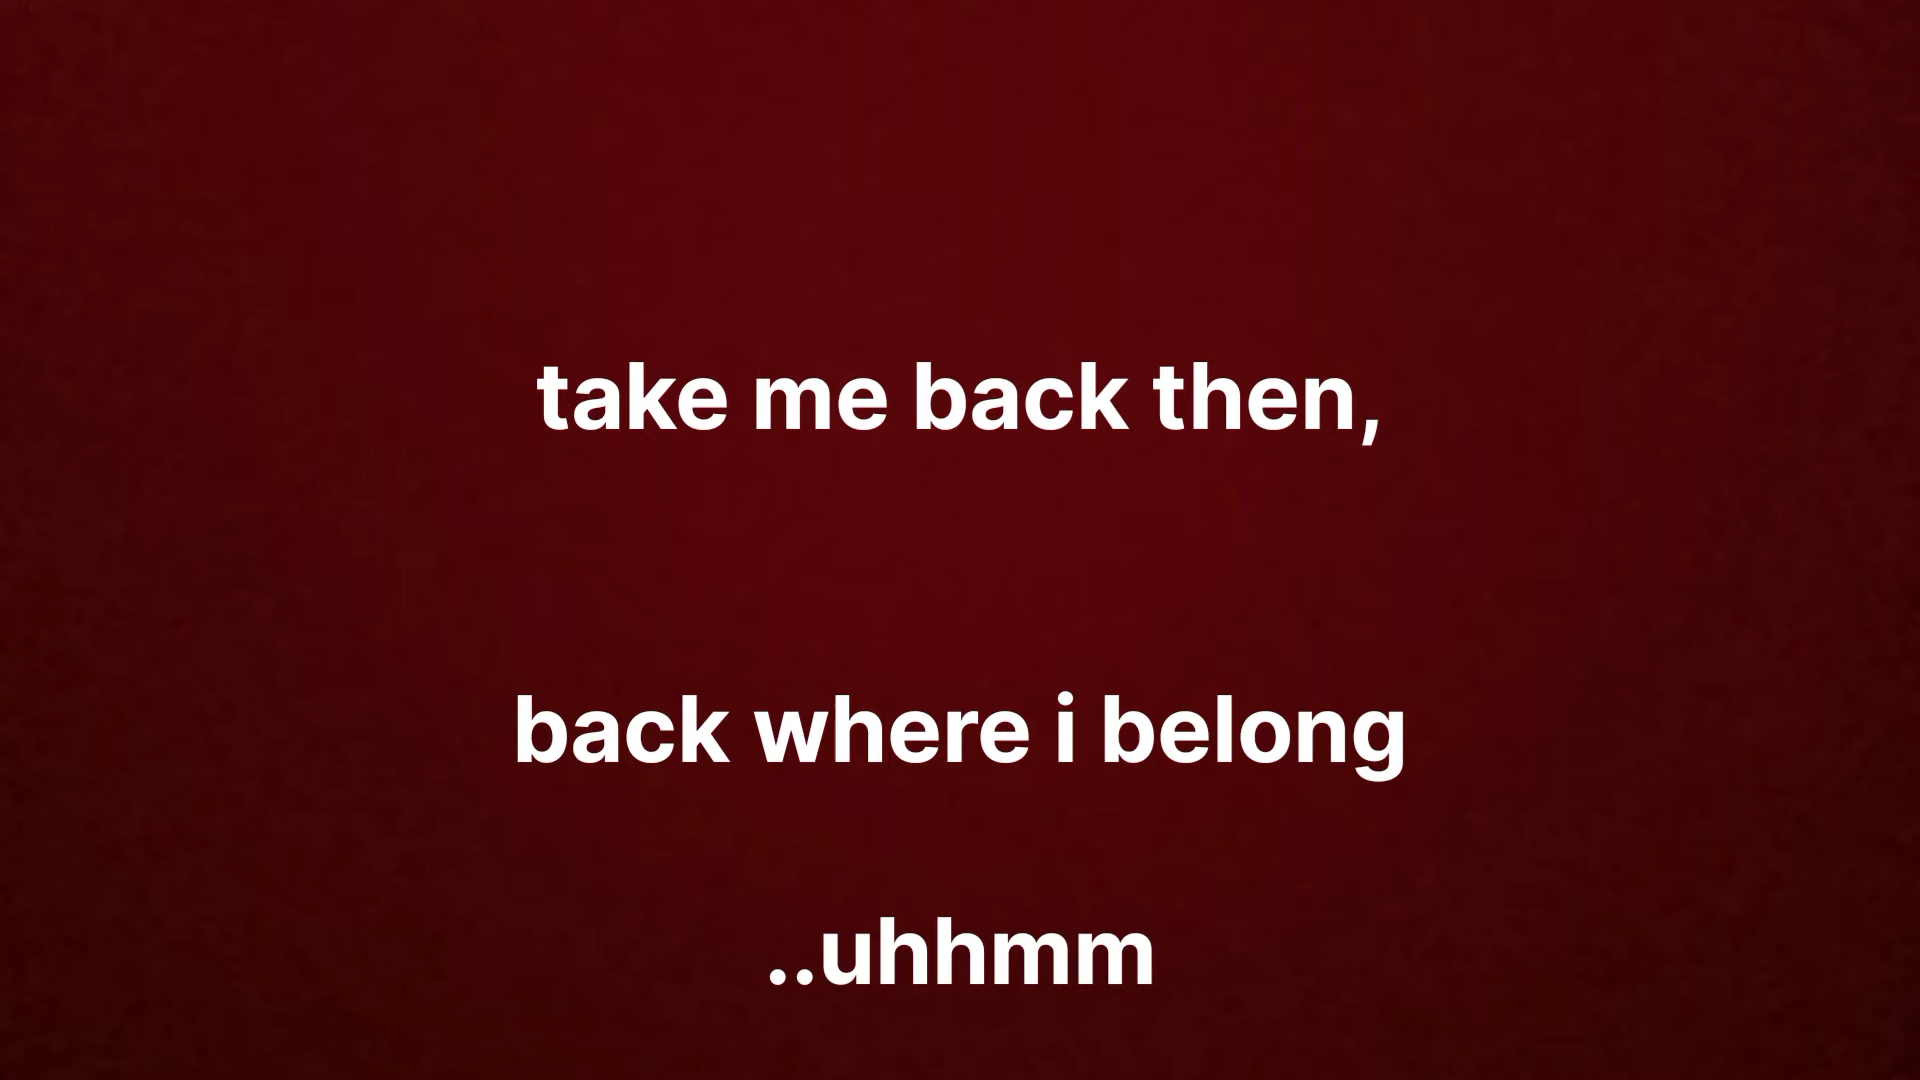 take me back then,
back where i belong
..uhhmm